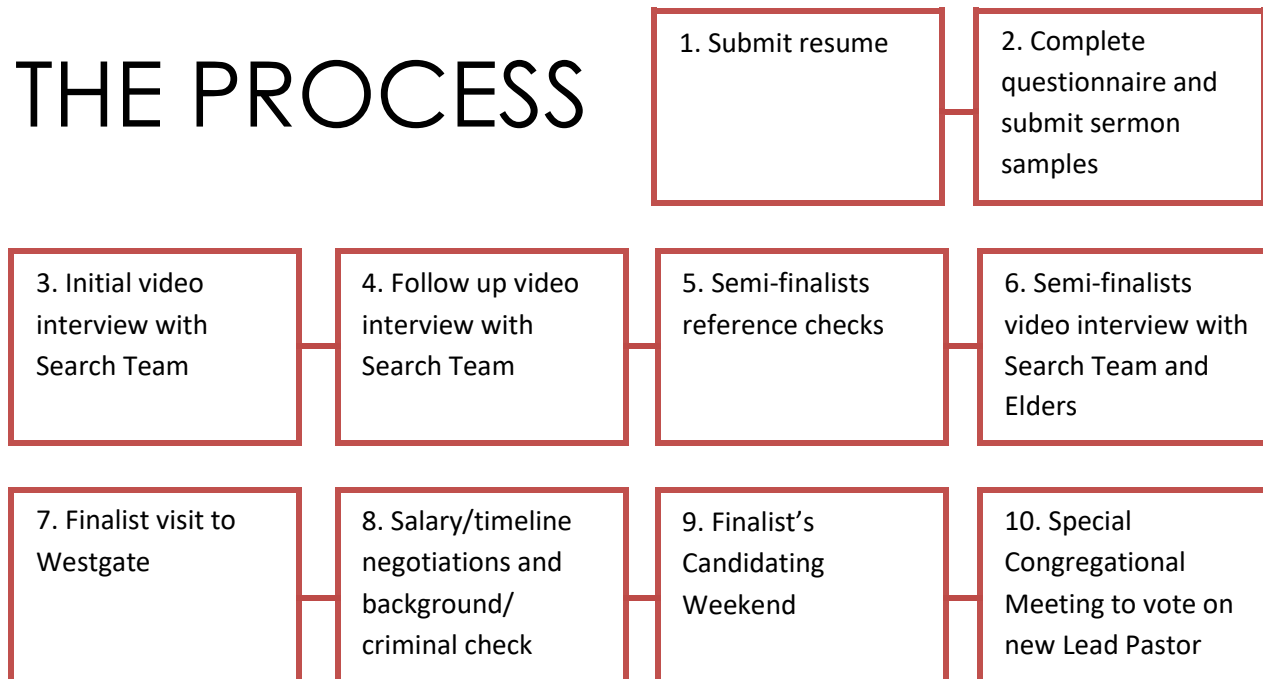 THE PROCESS
1. Submit resume
2. Complete
questionnaire and
submit sermon
samples
3. Initial video
interview with
Search Team
4. Follow up video
interview with
Search Team
5. Semi-finalists
reference checks
6. Semi-finalists
video interview with
Search Team and
Elders
7. Finalist visit to
Westgate
8. Salary/timeline
negotiations and
background/
criminal check
9. Finalist’s
Candidating
Weekend
10. Special
Congregational
Meeting to vote on
new Lead Pastor